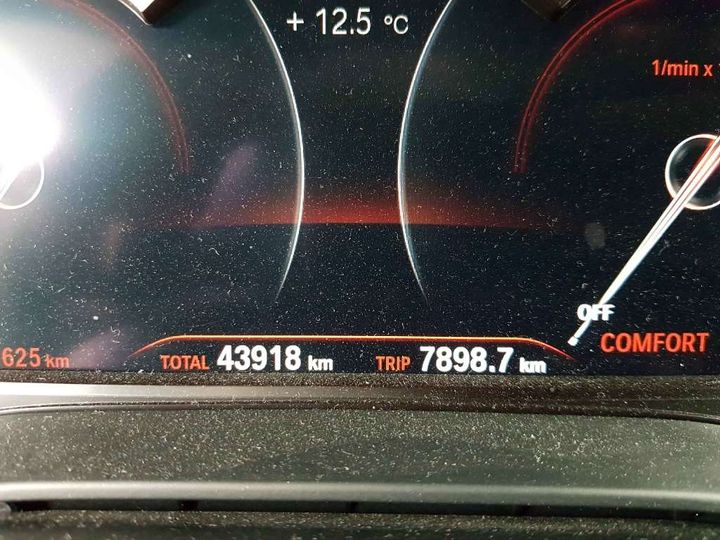 + 12.5 °C
1/min x
OFF
625 km TOTAL 43918 km TRIP 7898.7 km COMFORT